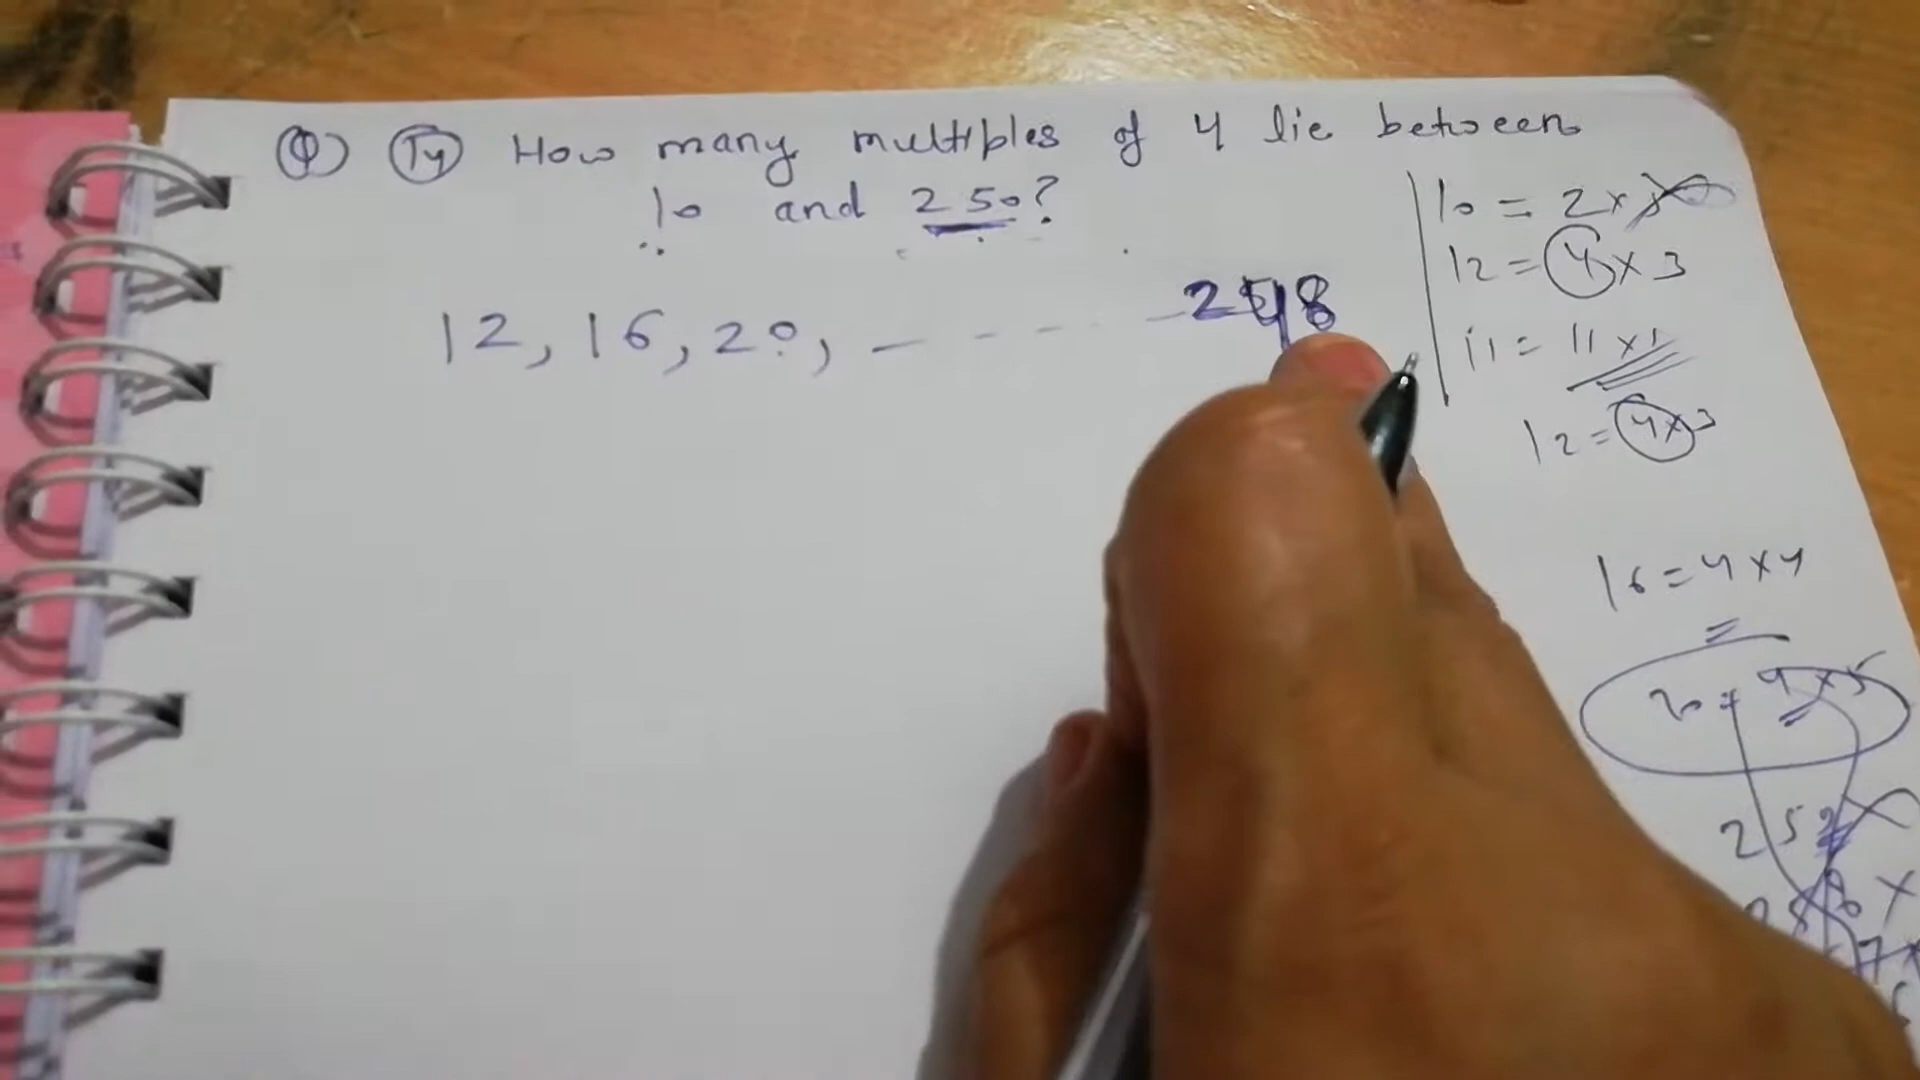 Q Ty How many multiples of 4 lie between
10 and 250?
12, 16, 20, - - - - - 248
10 = 2 ×
12 = 4 × 3
11 = 11 × 1
12 = 4×3
16 = 4 × 4
20 = 4 × 5
252